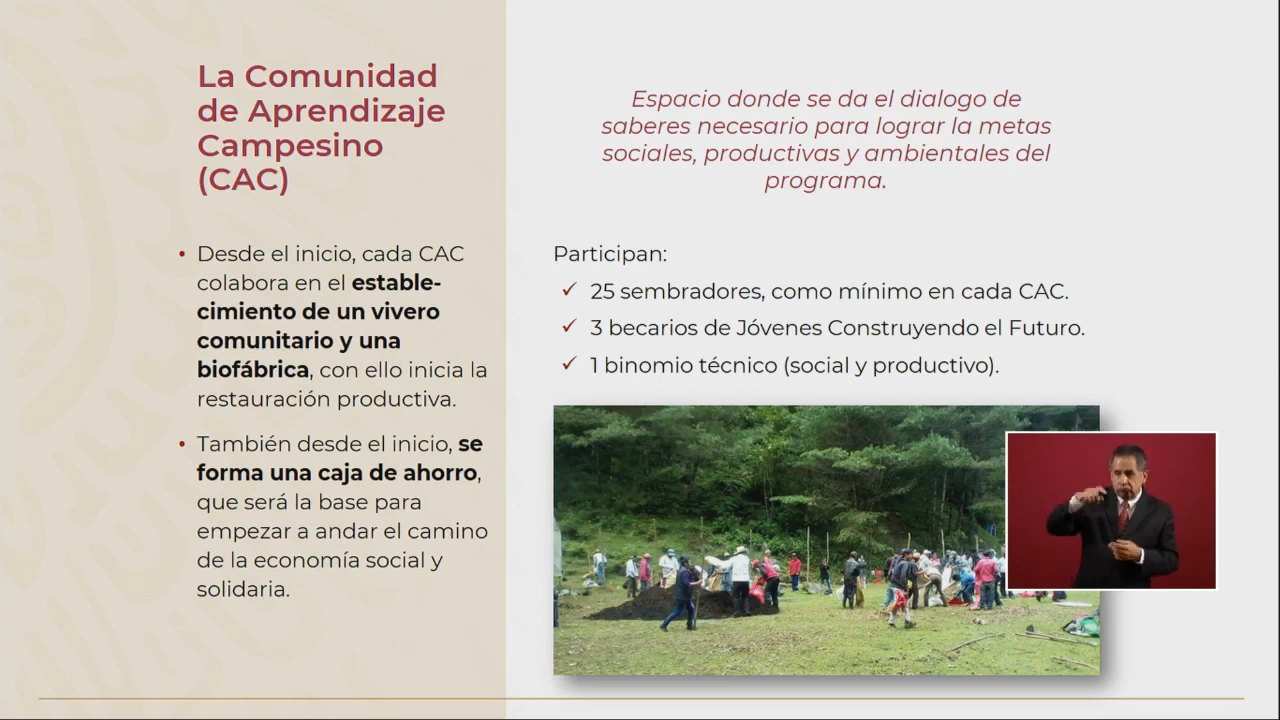 La Comunidad
de Aprendizaje
Campesino
(CAC)
• Desde el inicio, cada CAC
colabora en el estable-
cimiento de un vivero
comunitario y una
biofábrica, con ello inicia la
restauración productiva.
• También desde el inicio, se
forma una caja de ahorro,
que será la base para
empezar a andar el camino
de la economía social y
solidaria.
Espacio donde se da el dialogo de
saberes necesario para lograr la metas
sociales, productivas y ambientales del
programa.
Participan:
✓ 25 sembradores, como mínimo en cada CAC.
✓ 3 becarios de Jóvenes Construyendo el Futuro.
✓ 1 binomio técnico (social y productivo).